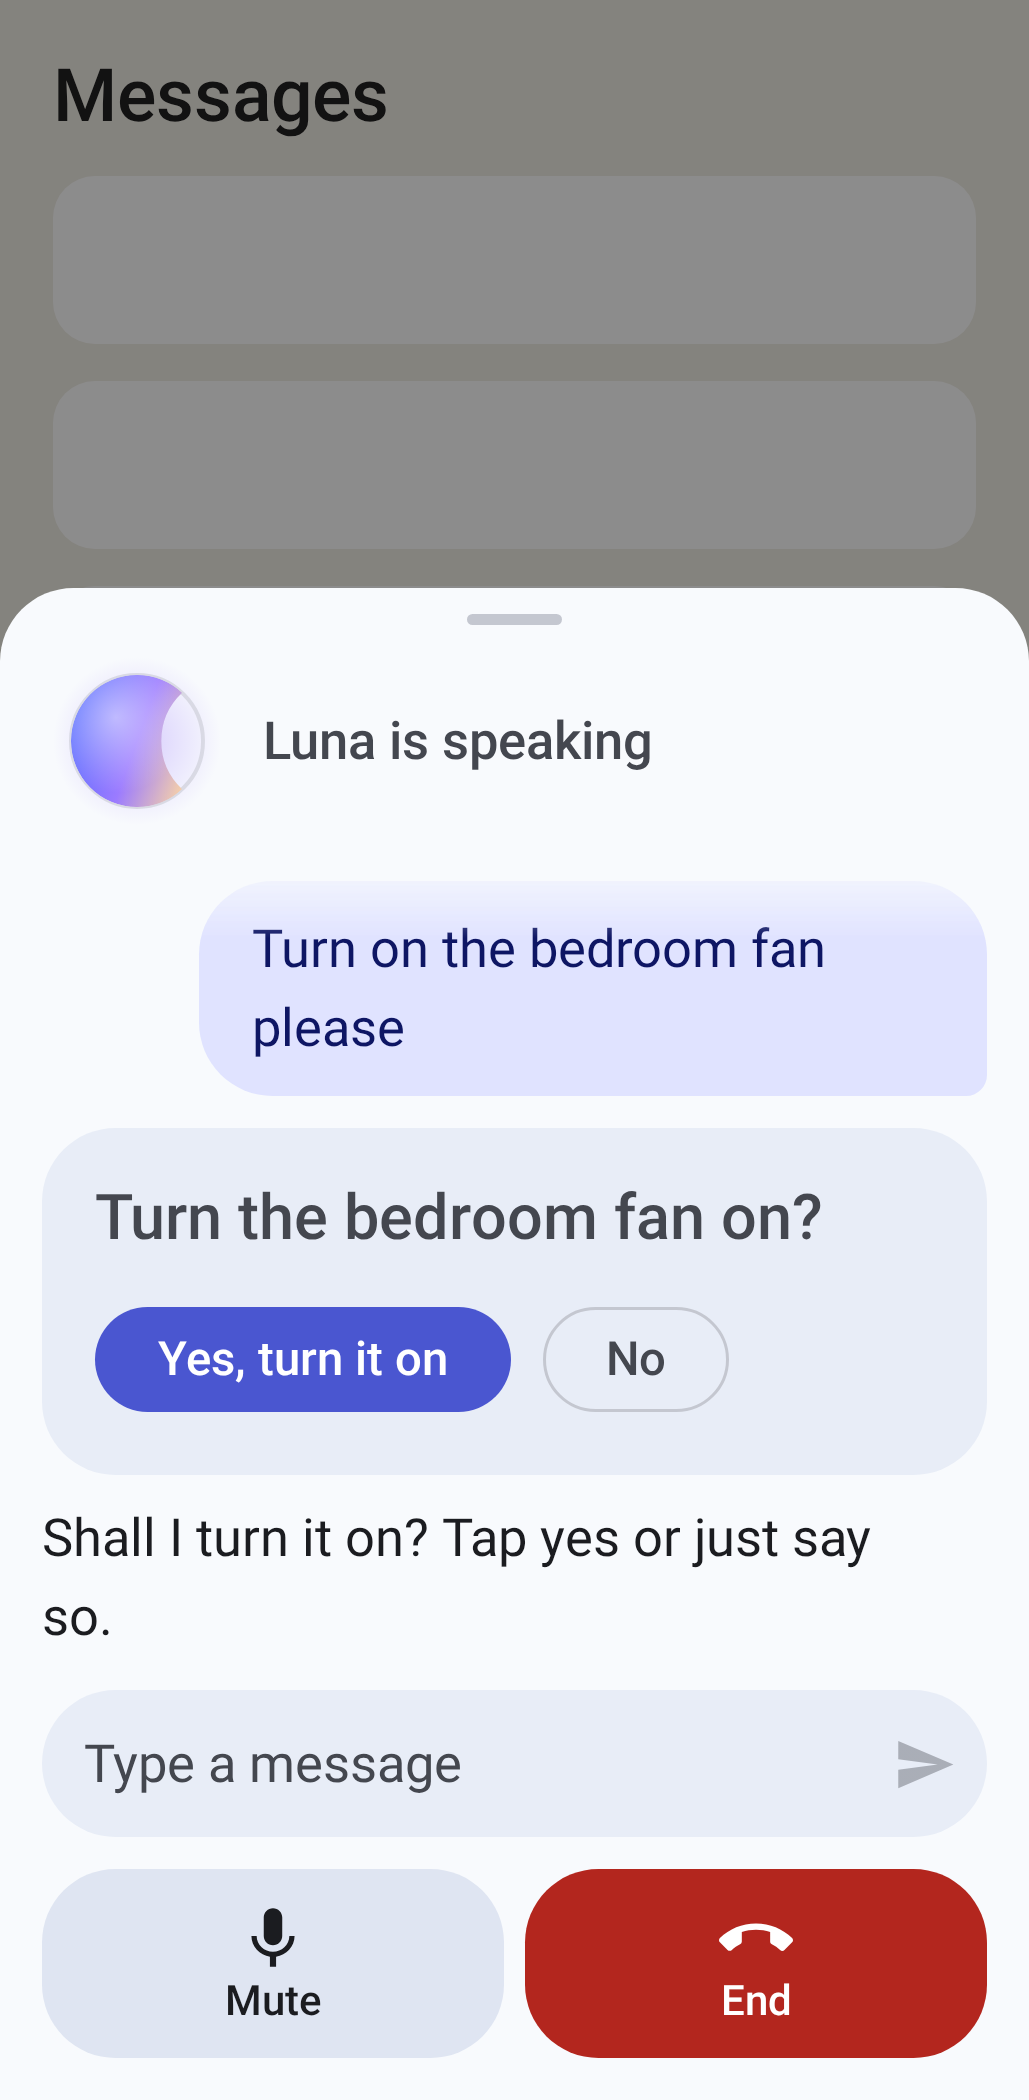 Messages
Luna is speaking
Turn on the bedroom fan
please
Turn the bedroom fan on?
Yes, turn it on
No
Shall I turn it on? Tap yes or just say
so.
Type a message
Mute
End